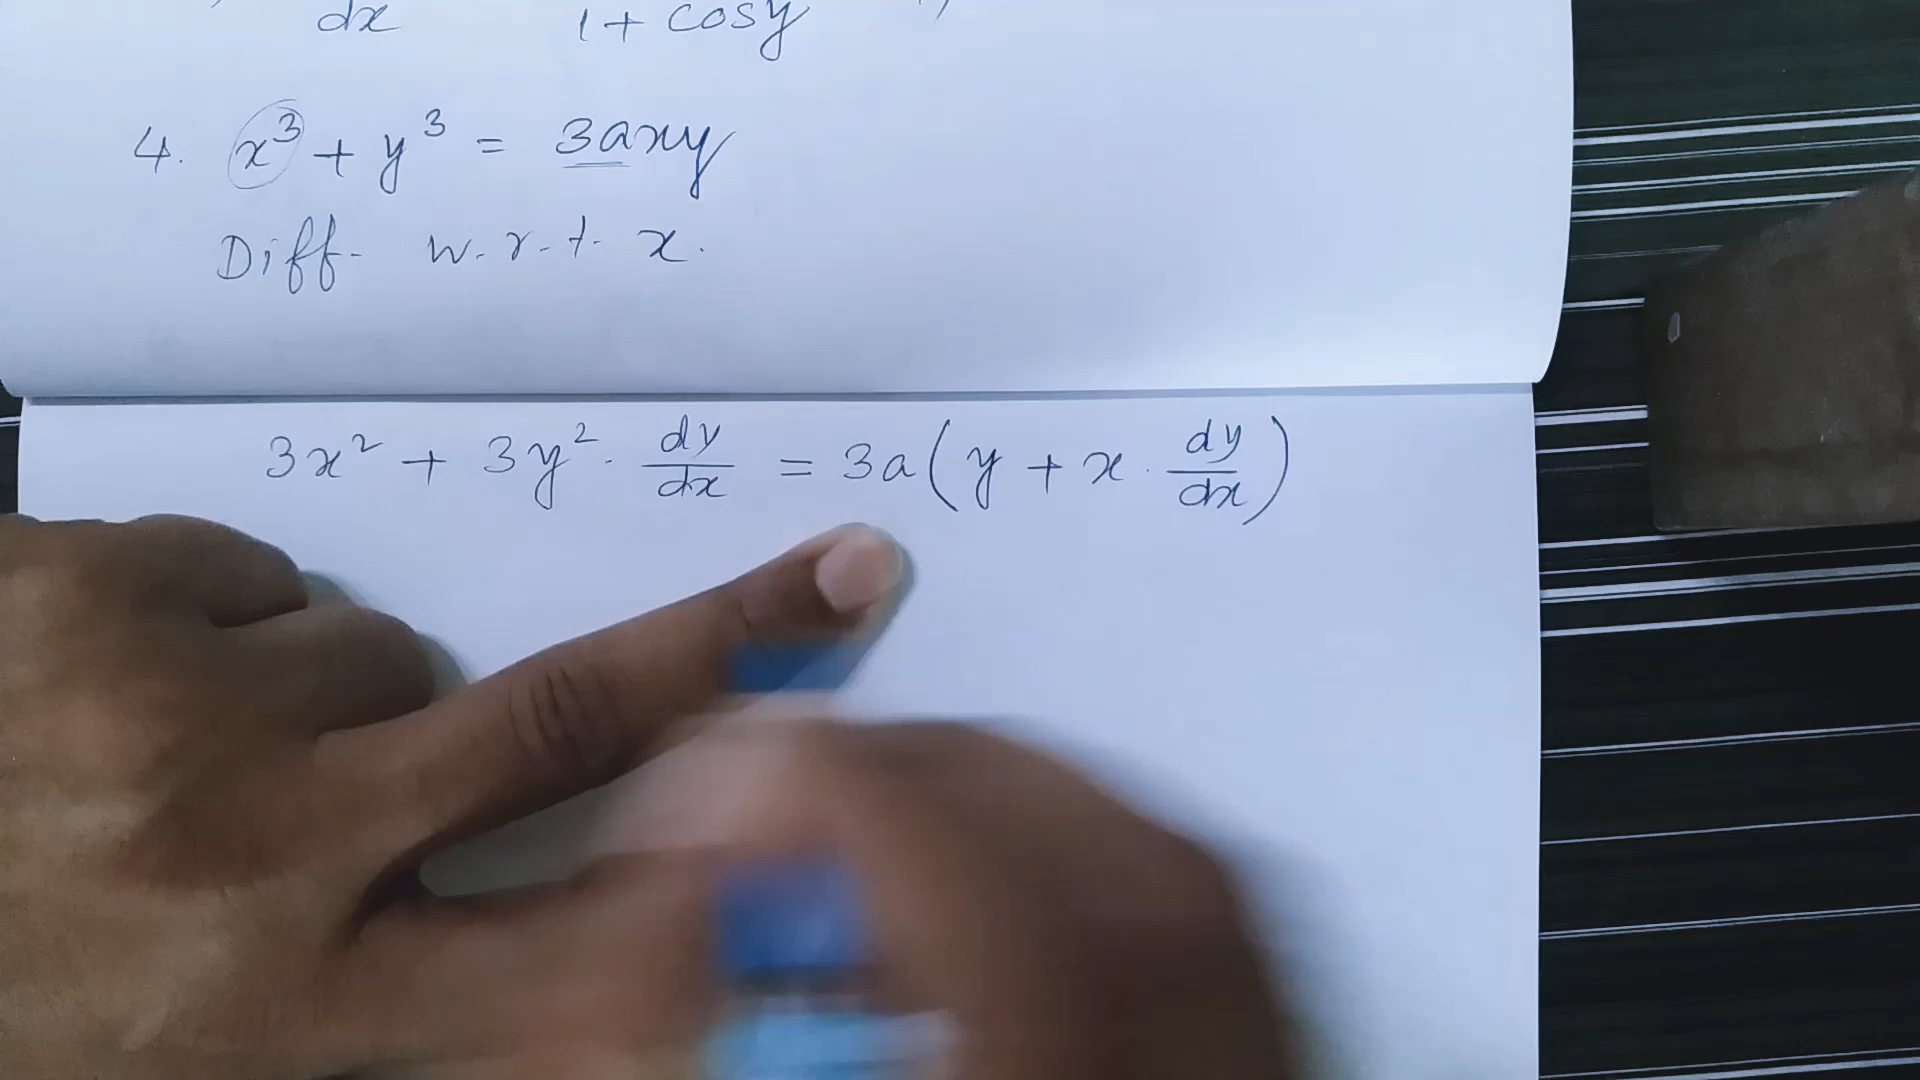 dx 1 + cosy
4. x³ + y³ = 3axy
Diff. w.r.t. x.
3x² + 3y² · dy/dx = 3a(y + x · dy/dx)